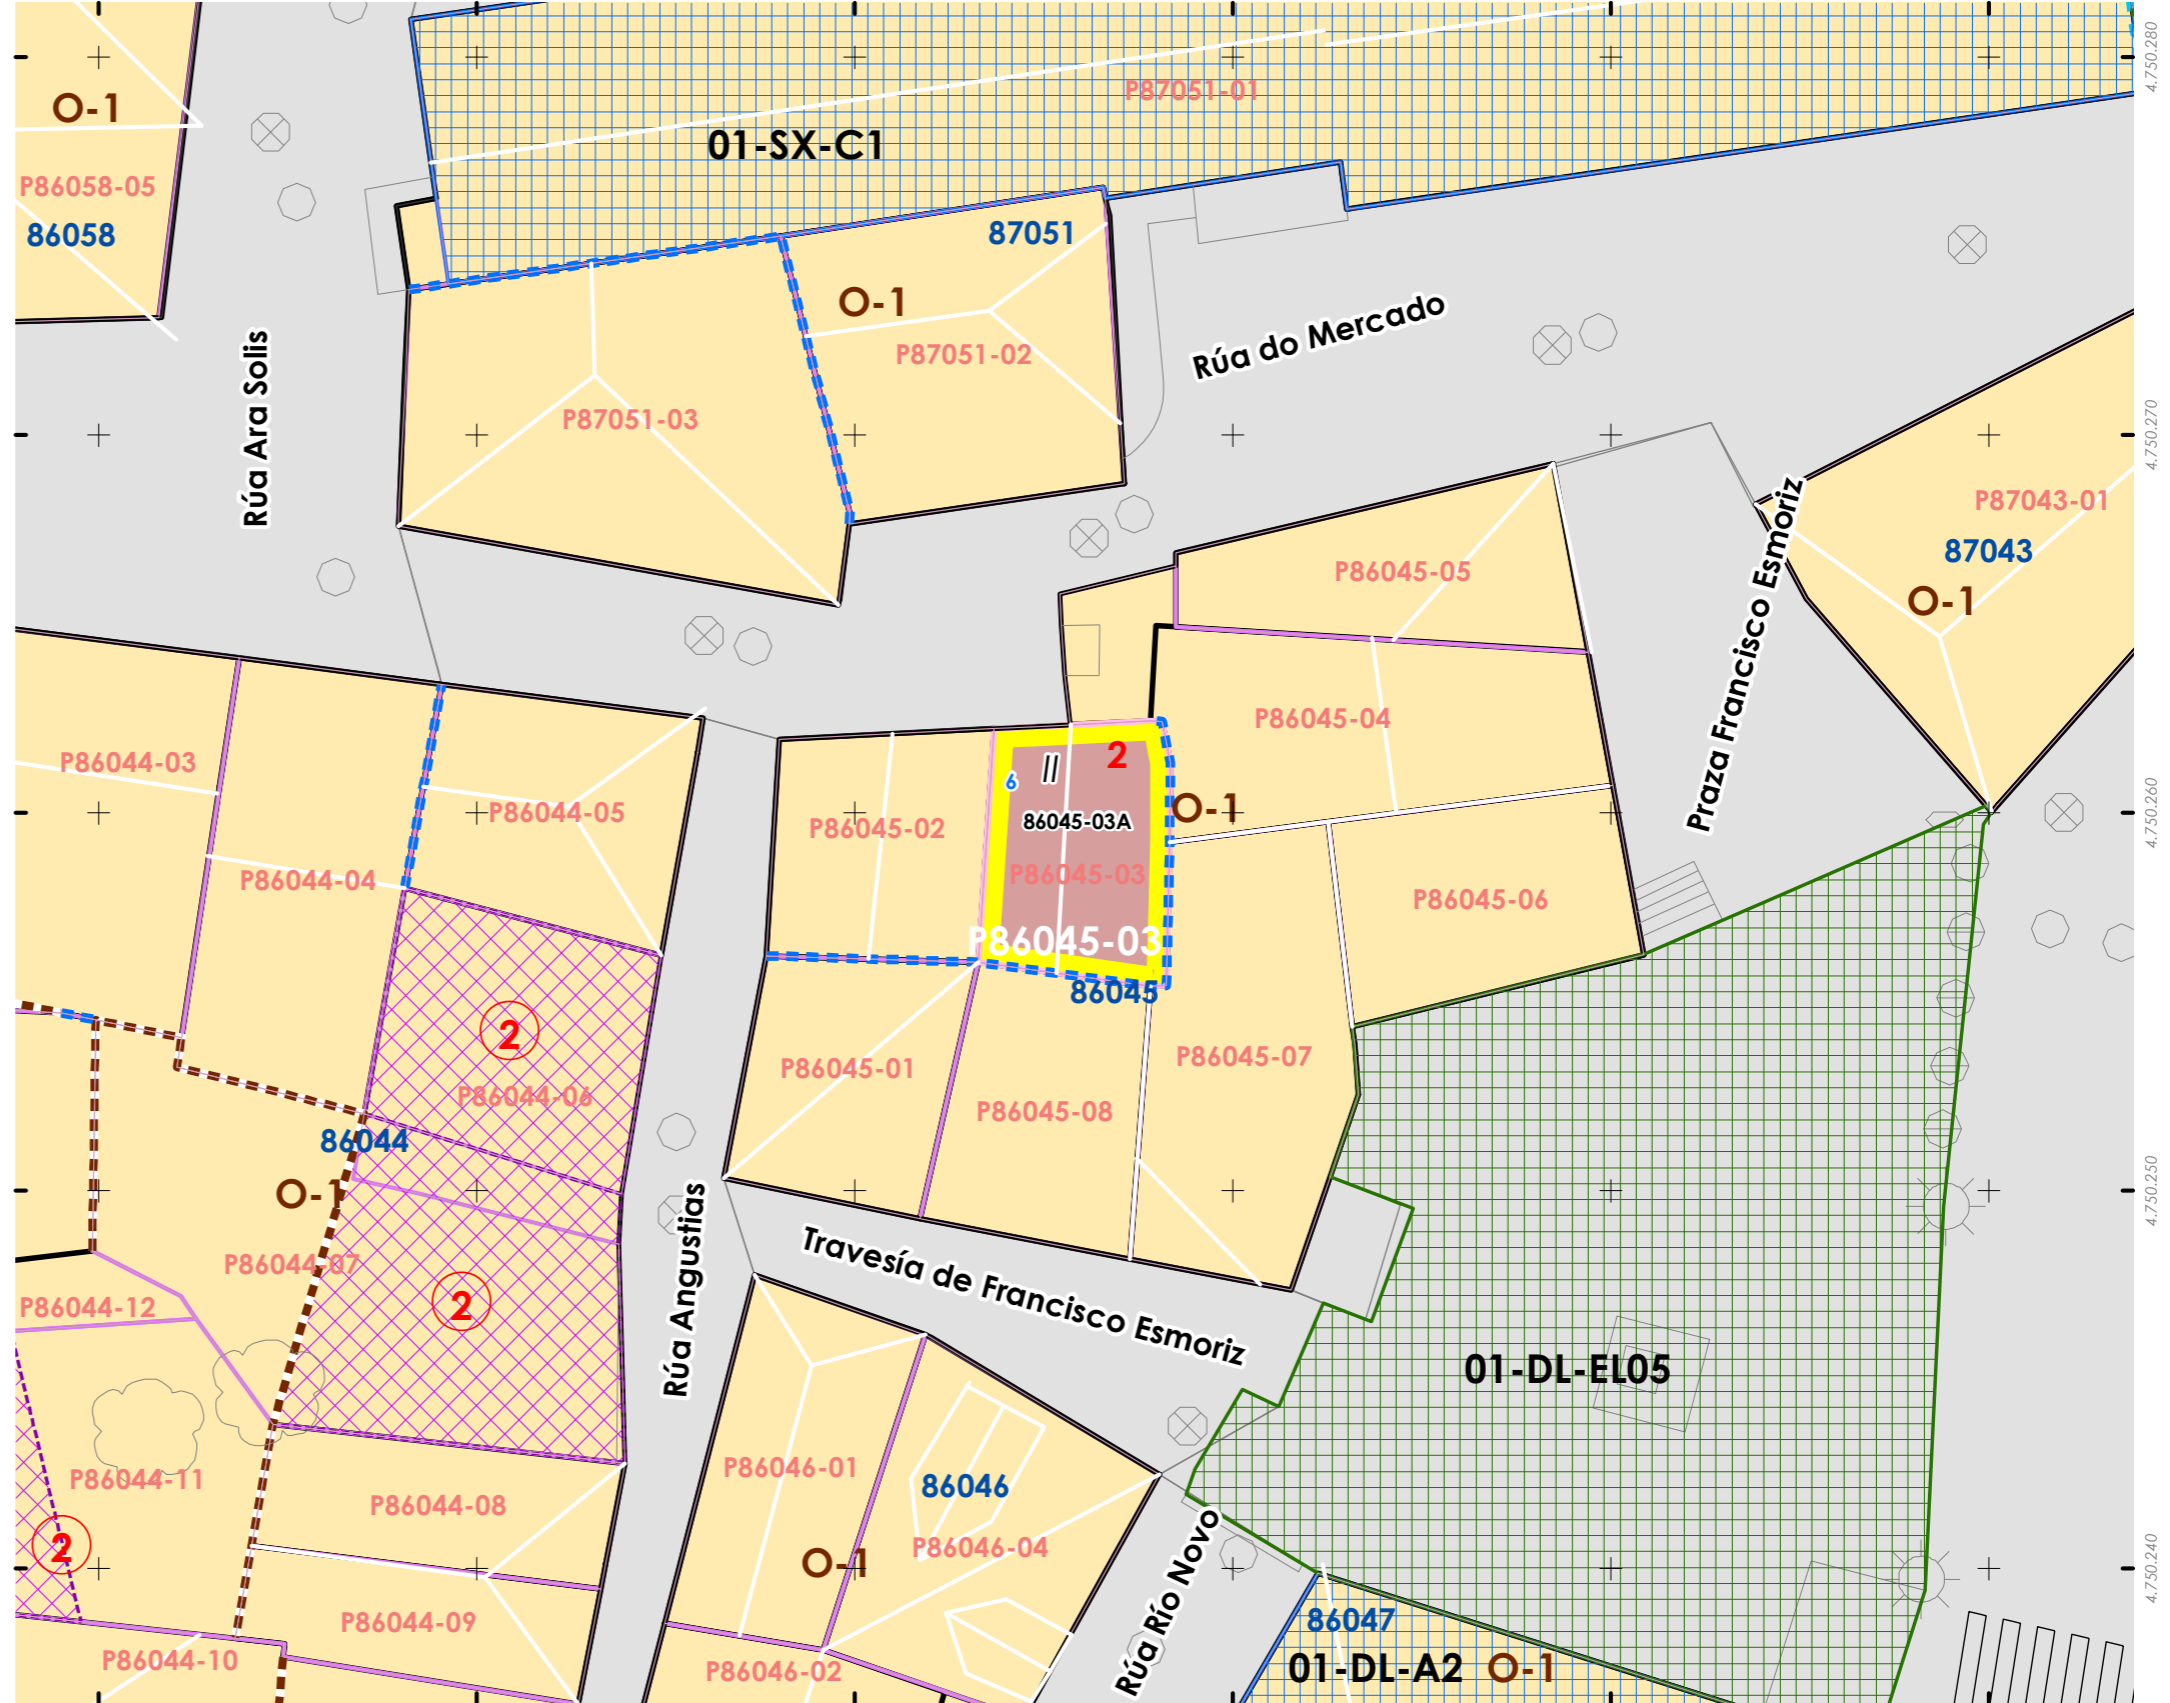 4.750.280
P87051-01
O-1
01-SX-C1
P86058-05
86058
87051
O-1
Rúa do Mercado
P87051-02
Rúa Ara Solis
P87051-03
4.750.270
P87043-01
87043
P86045-05
O-1
Praza Francisco Esmoriz
P86045-04
P86044-03
2
II
6
O-1
P86044-05
86045-03A
P86045-02
4.750.260
P86044-04
P86045-03
P86045-06
P86045-03
86045
2
P86045-07
P86045-01
P86044-06
P86045-08
86044
O-1
4.750.250
Rúa Angustias
Travesía de Francisco Esmoriz
P86044-07
P86044-12
2
01-DL-EL05
P86046-01
P86044-11
86046
P86044-08
2
P86046-04
O-1
Rúa Río Novo
4.750.240
P86044-09
86047
P86044-10
P86046-02
01-DL-A2
O-1